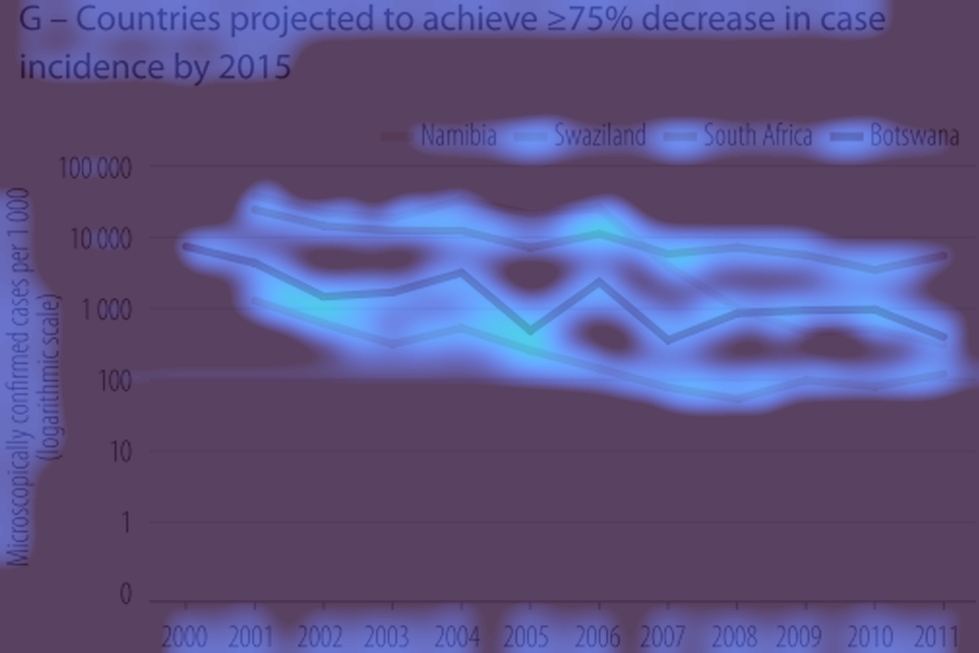 G – Countries projected to achieve ≥75% decrease in case
incidence by 2015
Namibia Swaziland South Africa Botswana
Microscopically confirmed cases per 1 000
(logarithmic scale)
100 000
10 000
1 000
100
10
1
0
2000 2001 2002 2003 2004 2005 2006 2007 2008 2009 2010 2011